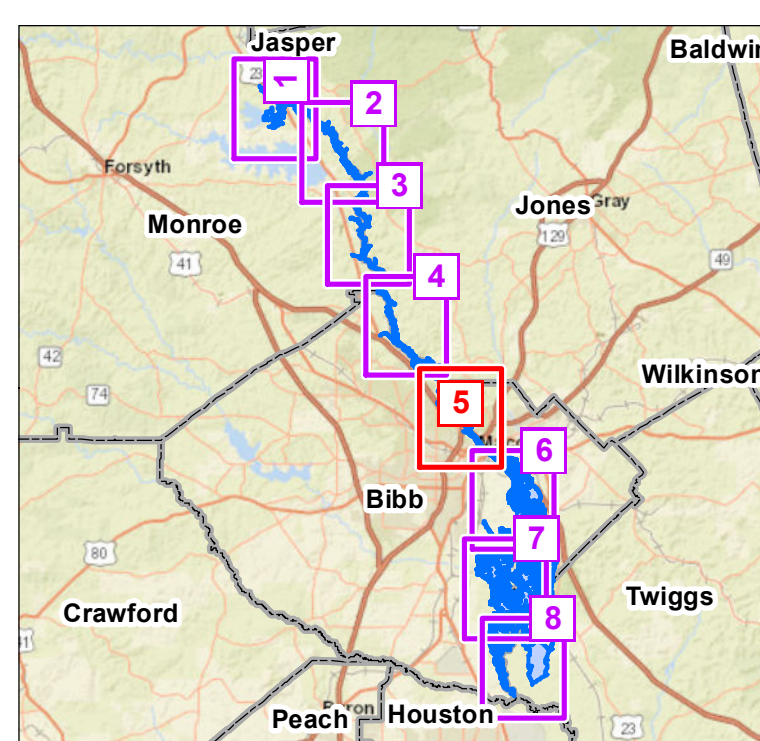 Jasper
Baldwi
23
1
2
Forsyth
3
Jones
Gray
Monroe
129
41
49
4
42
Wilkinson
74
5
6
Bibb
7
80
Twiggs
Crawford
8
Peach
Houston
23